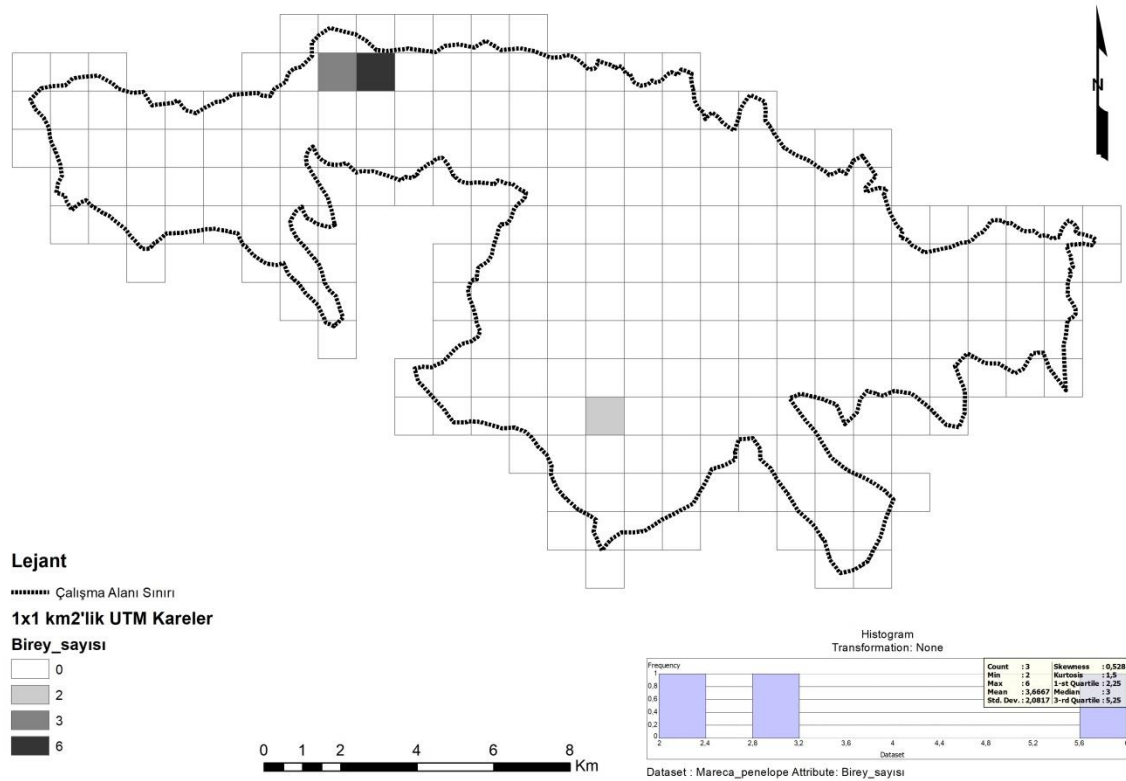 N
Lejant
Çalışma Alanı Sınırı
1x1 km2'lik UTM Kareler
Birey_sayısı
0
2
3
6
0 1 2 4 6 8
Km
Histogram
Transformation: None
Frequency
1
0,8
0,6
0,4
0,2
0
2 2,4 2,8 3,2 3,6 4 4,4 4,8 5,2 5,6 6
Dataset
Count : 3 Skewness : 0,528
Min : 2 Kurtosis : 1,5
Max : 6 1-st Quartile : 2,25
Mean : 3,6667 Median : 3
Std. Dev. : 2,0817 3-rd Quartile : 5,25
Dataset : Mareca_penelope Attribute: Birey_sayısı